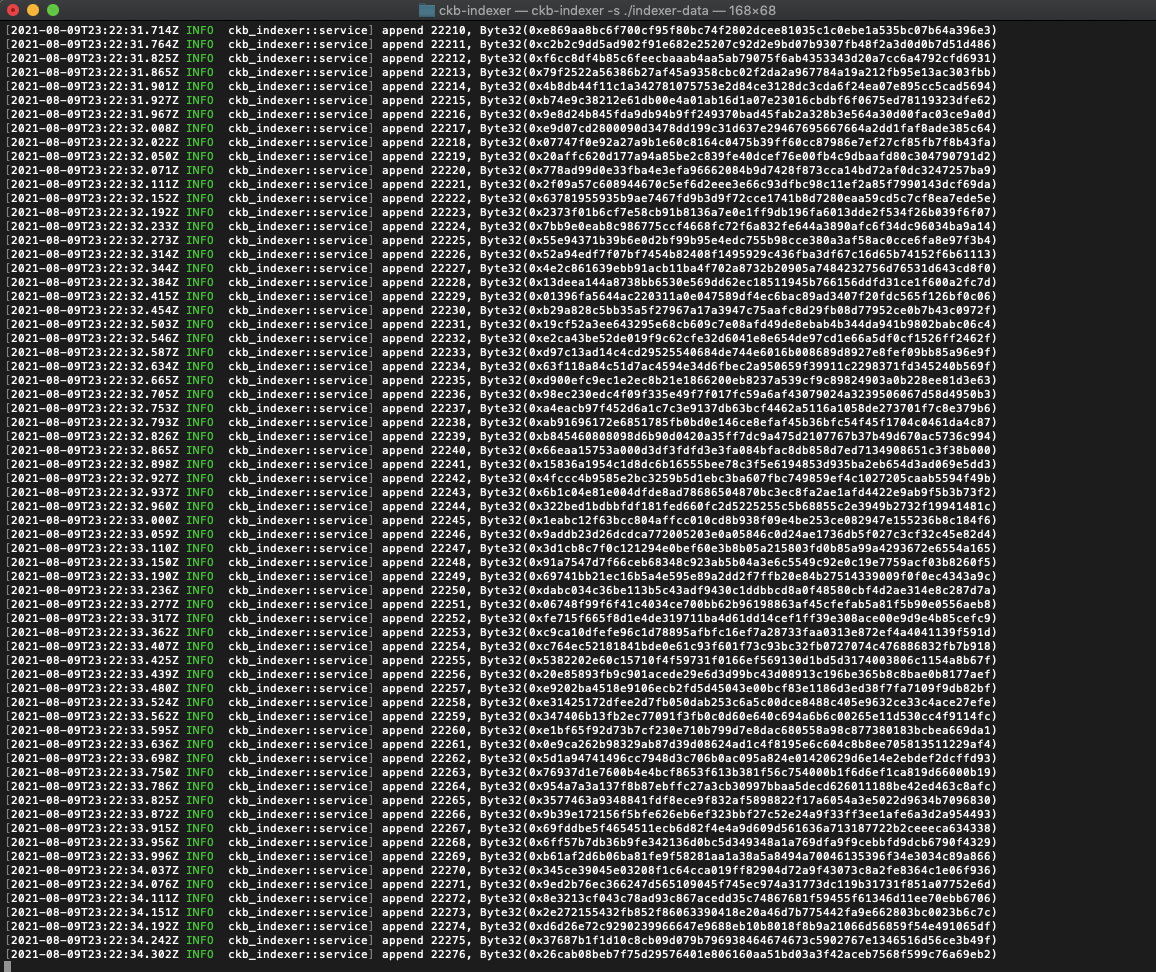 ckb-indexer — ckb-indexer -s ./indexer-data — 168×68
[2021-08-09T23:22:31.714Z INFO  ckb_indexer::service] append 22210, Byte32(0xe869aa8bc6f700cf95f80bc74f2802dcee81035c1c0ebe1a535bc07b64a396e3)
[2021-08-09T23:22:31.764Z INFO  ckb_indexer::service] append 22211, Byte32(0xc2b2c9dd5ad902f91e682e25207c92d2e9bd07b9307fb48f2a3d0d0b7d51d486)
[2021-08-09T23:22:31.825Z INFO  ckb_indexer::service] append 22212, Byte32(0xf6cc8df4b85c6feecbaaab4aa5ab79075f6ab4353343d20a7cc6a4792cfd6931)
[2021-08-09T23:22:31.865Z INFO  ckb_indexer::service] append 22213, Byte32(0x79f2522a56386b27af45a9358cbc02f2da2a967784a19a212fb95e13ac303fbb)
[2021-08-09T23:22:31.901Z INFO  ckb_indexer::service] append 22214, Byte32(0x4b8db44f11c1a342781075753e2d84ce3128dc3cda6f24ea07e895cc5cad5694)
[2021-08-09T23:22:31.934Z INFO  ckb_indexer::service] append 22215, Byte32(0xb74e9c38212e61db00e4a01ab16d1a07e23016cbdbf6f0675ed78119323dfe62)
[2021-08-09T23:22:31.967Z INFO  ckb_indexer::service] append 22216, Byte32(0x9e8d24b845fda9db94b9ff249370bad45fab2a328b3e564a30d00fac03ce9a0d)
[2021-08-09T23:22:32.008Z INFO  ckb_indexer::service] append 22217, Byte32(0xe9d07cd2800090d3478dd199c31d637e29467695667664a2dd1faf8ade385c64)
[2021-08-09T23:22:32.022Z INFO  ckb_indexer::service] append 22218, Byte32(0x07747f0e92a27a9b1e60c8164c0475b39ff60cc87986e7ef27cf85fb7f8b43fa)
[2021-08-09T23:22:32.050Z INFO  ckb_indexer::service] append 22219, Byte32(0x20affc620d177a94a85be2c839fe40dcef76e00fb4c9dbaafd80c304790791d2)
[2021-08-09T23:22:32.071Z INFO  ckb_indexer::service] append 22220, Byte32(0x778ad99d0e33fba4e3efa96662084b9d7428f873cca14bd72af0dc3247257ba9)
[2021-08-09T23:22:32.111Z INFO  ckb_indexer::service] append 22221, Byte32(0x2f09a57c608944670c5ef6d2eee3e66c93dfbc98c11ef2a85f7990143dcf69da)
[2021-08-09T23:22:32.152Z INFO  ckb_indexer::service] append 22222, Byte32(0x63781955935b9ae7467fd9b3d9f72cce1741b8d7280eaa59cd5c7cf8ea7ede5e)
[2021-08-09T23:22:32.192Z INFO  ckb_indexer::service] append 22223, Byte32(0x2373f01b6cf7e58cb91b8136a7e0e1ff9db196fa6013dde2f534f26b039f6f07)
[2021-08-09T23:22:32.233Z INFO  ckb_indexer::service] append 22224, Byte32(0x7bb9e0eab8c986775ccf4668fc72f6a832fe644a3890afc6f34dc96034ba9a14)
[2021-08-09T23:22:32.273Z INFO  ckb_indexer::service] append 22225, Byte32(0x55e94371b39b6e0d2bf99b95e4edc755b98cce380a3af58ac0cce6fa8e97f3b4)
[2021-08-09T23:22:32.314Z INFO  ckb_indexer::service] append 22226, Byte32(0x52a94edf7f07bf7454b82408f1495929c436fba3df67c16d65b74152f6b61113)
[2021-08-09T23:22:32.344Z INFO  ckb_indexer::service] append 22227, Byte32(0x4e2c861639ebb91acb11ba4f702a8732b20905a7484232756d76531d643cd8f0)
[2021-08-09T23:22:32.384Z INFO  ckb_indexer::service] append 22228, Byte32(0x13deea144a8738bb6530e569dd62ec18511945b766156ddfd31ce1f600a2fc7d)
[2021-08-09T23:22:32.415Z INFO  ckb_indexer::service] append 22229, Byte32(0x01396fa5644ac220311a0e047589df4ec6bac89ad3407f20fdc565f126bf0c06)
[2021-08-09T23:22:32.454Z INFO  ckb_indexer::service] append 22230, Byte32(0xb29a828c5bb35a5f27967a17a3947c75aafc8d29fb08d77952ce0b7b43c0972f)
[2021-08-09T23:22:32.503Z INFO  ckb_indexer::service] append 22231, Byte32(0x19cf52a3ee643295e68cb609c7e08afd49de8ebab4b344da941b9802babc06c4)
[2021-08-09T23:22:32.546Z INFO  ckb_indexer::service] append 22232, Byte32(0xe2ca43be52de019f9c62cfe32d6041e8e654de97cd1e66a5df0cf1526ff2462f)
[2021-08-09T23:22:32.587Z INFO  ckb_indexer::service] append 22233, Byte32(0xd97c13ad14c4cd29525540684de744e6016b008689d8927e8fef09bb85a96e9f)
[2021-08-09T23:22:32.634Z INFO  ckb_indexer::service] append 22234, Byte32(0x63f118a84c51d7ac4594e34d6fbec2a950659f39911c2298371fd345240b569f)
[2021-08-09T23:22:32.665Z INFO  ckb_indexer::service] append 22235, Byte32(0xd900efc9ec1e2ec8b21e1866200eb8237a539cf9c89824903a0b228ee81d3e63)
[2021-08-09T23:22:32.705Z INFO  ckb_indexer::service] append 22236, Byte32(0x98ec230edc4f09f335e49f7f017fc59a6af43079024a3239506067d58d4950b3)
[2021-08-09T23:22:32.753Z INFO  ckb_indexer::service] append 22237, Byte32(0xa4eacb97f452d6a1c7c3e9137db63bcf4462a5116a1058de273701f7c8e379b6)
[2021-08-09T23:22:32.793Z INFO  ckb_indexer::service] append 22238, Byte32(0xab91696172e6851785fb0bd0e146ce8efaf45b36bfc54f45f1704c0461da4c87)
[2021-08-09T23:22:32.826Z INFO  ckb_indexer::service] append 22239, Byte32(0xb845460808098d6b90d0420a35ff7dc9a475d2107767b37b49d670ac5736c994)
[2021-08-09T23:22:32.865Z INFO  ckb_indexer::service] append 22240, Byte32(0x66eaa15753a000d3df3fdfd3e3fa084bfac8db858d7ed7134908651c3f38b000)
[2021-08-09T23:22:32.898Z INFO  ckb_indexer::service] append 22241, Byte32(0x15836a1954c1d8dc6b16555bee78c3f5e6194853d935ba2eb654d3ad069e5dd3)
[2021-08-09T23:22:32.927Z INFO  ckb_indexer::service] append 22242, Byte32(0x4fccc4b9585e2bc3259b5d1ebc3ba607fbc749859ef4c1027205caab5594f49b)
[2021-08-09T23:22:32.937Z INFO  ckb_indexer::service] append 22243, Byte32(0x6b1c04e81e004dfde8ad78686504870bc3ec8fa2ae1afd4422e9ab9f5b3b73f2)
[2021-08-09T23:22:32.960Z INFO  ckb_indexer::service] append 22244, Byte32(0x322bed1bdbbfdf181fed660fc2d5225255c5b68855c2e3949b2732f19941481c)
[2021-08-09T23:22:33.000Z INFO  ckb_indexer::service] append 22245, Byte32(0x1eabc12f63bcc804affcc010cd8b938f09e4be253ce082947e155236b8c184f6)
[2021-08-09T23:22:33.059Z INFO  ckb_indexer::service] append 22246, Byte32(0x9addb23d26dcdca772005203e0a05846c0d24ae1736db5f027c3cf32c45e82d4)
[2021-08-09T23:22:33.110Z INFO  ckb_indexer::service] append 22247, Byte32(0x3d1cb8c7f0c121294e0bef60e3b8b05a215803fd0b85a99a4293672e6554a165)
[2021-08-09T23:22:33.150Z INFO  ckb_indexer::service] append 22248, Byte32(0x91a7547d7f66ceb68348c923ab5b04a3e6c5549c92e0c19e7759acf03b8260f5)
[2021-08-09T23:22:33.190Z INFO  ckb_indexer::service] append 22249, Byte32(0x69741bb21ec16b5a4e595e89a2dd2f7ffb20e84b27514339009f0f0ec4343a9c)
[2021-08-09T23:22:33.236Z INFO  ckb_indexer::service] append 22250, Byte32(0xdabc034c36be113b5c43adf9430c1ddbbcd8a0f48580cbf4d2ae314e8c287d7a)
[2021-08-09T23:22:33.277Z INFO  ckb_indexer::service] append 22251, Byte32(0x06748f99f6f41c4034ce700bb62b96198863af45cfefab5a81f5b90e0556aeb8)
[2021-08-09T23:22:33.317Z INFO  ckb_indexer::service] append 22252, Byte32(0xfe715f665f8d1e4de319711ba4d61dd14cef1ff39e308ace00e9d9e4b85cefc9)
[2021-08-09T23:22:33.362Z INFO  ckb_indexer::service] append 22253, Byte32(0xc9ca10dfefe96c1d78895afbfc16ef7a28733faa0313e872ef4a4041139f591d)
[2021-08-09T23:22:33.407Z INFO  ckb_indexer::service] append 22254, Byte32(0xc764ec52181841bde0e61c93f601f73c93bc32fb0727074c476886832fb7b918)
[2021-08-09T23:22:33.425Z INFO  ckb_indexer::service] append 22255, Byte32(0x5382202e60c15710f4f59731f0166ef569130d1bd5d3174003806c1154a8b67f)
[2021-08-09T23:22:33.439Z INFO  ckb_indexer::service] append 22256, Byte32(0x20e85893fb9c901acede29e6d3d99bc43d08913c196be365b8c8bae0b8177aef)
[2021-08-09T23:22:33.480Z INFO  ckb_indexer::service] append 22257, Byte32(0xe9202ba4518e9106ecb2fd5d45043e00bcf83e1186d3ed38f7fa7109f9db82bf)
[2021-08-09T23:22:33.524Z INFO  ckb_indexer::service] append 22258, Byte32(0xe31425172dfee2d7fb050dab253c6a5c00dce8488c405e9632ce33c4ace27efe)
[2021-08-09T23:22:33.562Z INFO  ckb_indexer::service] append 22259, Byte32(0x347406b13fb2ec77091f3fb0c0d60e640c694a6b6c00265e11d530cc4f9114fc)
[2021-08-09T23:22:33.595Z INFO  ckb_indexer::service] append 22260, Byte32(0xe1bf65f92d73b7cf230e710b799d7e8dac680558a98c877380183bcbea669da1)
[2021-08-09T23:22:33.636Z INFO  ckb_indexer::service] append 22261, Byte32(0x0e9ca262b98329ab87d39d08624ad1c4f8195e6c604c8b8ee705813511229af4)
[2021-08-09T23:22:33.698Z INFO  ckb_indexer::service] append 22262, Byte32(0x5d1a94741496cc7948d3c706b0ac095a824e01420629d6e14e2ebdef2dcffd93)
[2021-08-09T23:22:33.750Z INFO  ckb_indexer::service] append 22263, Byte32(0x76937d1e7600b4e4bcf8653f613b381f56c754000b1f6d6ef1ca819d66000b19)
[2021-08-09T23:22:33.786Z INFO  ckb_indexer::service] append 22264, Byte32(0x954a7a3a137f8b87ebffc27a3cb30997bbaa5decd626011188be42ed463c8afc)
[2021-08-09T23:22:33.825Z INFO  ckb_indexer::service] append 22265, Byte32(0x3577463a9348841fdf8ece9f832af5898822f17a6054a3e5022d9634b7096830)
[2021-08-09T23:22:33.872Z INFO  ckb_indexer::service] append 22266, Byte32(0x9b39e172156f5bfe626eb6ef323bbf27c52e24a9f33ff3ee1afe6a3d2a954493)
[2021-08-09T23:22:33.915Z INFO  ckb_indexer::service] append 22267, Byte32(0x69fddbe5f4654511ecb6d82f4e4a9d609d561636a713187722b2ceeeca634338)
[2021-08-09T23:22:33.956Z INFO  ckb_indexer::service] append 22268, Byte32(0x6ff57b7db36b9fe342136d0bc5d349348a1a769dfa9f9cebbfd9dcb6790f4329)
[2021-08-09T23:22:33.996Z INFO  ckb_indexer::service] append 22269, Byte32(0xb61af2d6b06ba81fe9f58281aa1a38a5a8494a70046135396f34e3034c89a866)
[2021-08-09T23:22:34.037Z INFO  ckb_indexer::service] append 22270, Byte32(0x345ce39045e03208f1c64cca019ff82904d72a9f43073c8a2fe8364c1e06f936)
[2021-08-09T23:22:34.076Z INFO  ckb_indexer::service] append 22271, Byte32(0x9ed2b76ec366247d565109045f745ec974a31773dc119b31731f851a07752e6d)
[2021-08-09T23:22:34.111Z INFO  ckb_indexer::service] append 22272, Byte32(0x8e3213cf043c78ad93c867acedd35c74867681f59455f61346d11ee70ebb6706)
[2021-08-09T23:22:34.151Z INFO  ckb_indexer::service] append 22273, Byte32(0x2e272155432fb852f86063390418e20a46d7b775442fa9e662803bc0023b6c7c)
[2021-08-09T23:22:34.192Z INFO  ckb_indexer::service] append 22274, Byte32(0xd6d26e72c9290239966647e9688eb10b8018f8b9a21066d56859f54e491065df)
[2021-08-09T23:22:34.242Z INFO  ckb_indexer::service] append 22275, Byte32(0x37687b1f1d10c8cb09d079b796938464674673c5902767e1346516d56ce3b49f)
[2021-08-09T23:22:34.302Z INFO  ckb_indexer::service] append 22276, Byte32(0x26cab08beb7f75d29576401e806160aa51bd03a3f42aceb7568f599c76a69eb2)